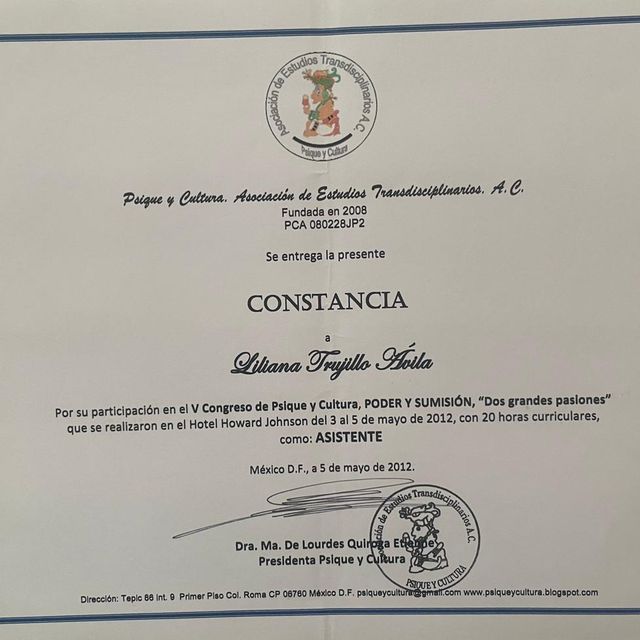 Asociación de Estudios Transdisciplinarios A.C.
Psique y Cultura
Psique y Cultura. Asociación de Estudios Transdisciplinarios. A.C.
Fundada en 2008
PCA 080228JP2
Se entrega la presente
CONSTANCIA
a
Liliana Trujillo Ávila
Por su participación en el V Congreso de Psique y Cultura, PODER Y SUMISIÓN, “Dos grandes pasiones”
que se realizaron en el Hotel Howard Johnson del 3 al 5 de mayo de 2012, con 20 horas curriculares,
como: ASISTENTE
México D.F., a 5 de mayo de 2012.
Asociación de Estudios Transdisciplinarios A.C.
PSIQUE Y CULTURA
Dra. Ma. De Lourdes Quiroga Etienne
Presidenta Psique y Cultura
Dirección: Tepic 86 int. 9 Primer Piso Col. Roma CP 06760 México D.F. psiqueycultura@gmail.com www.psiqueycultura.blogspot.com